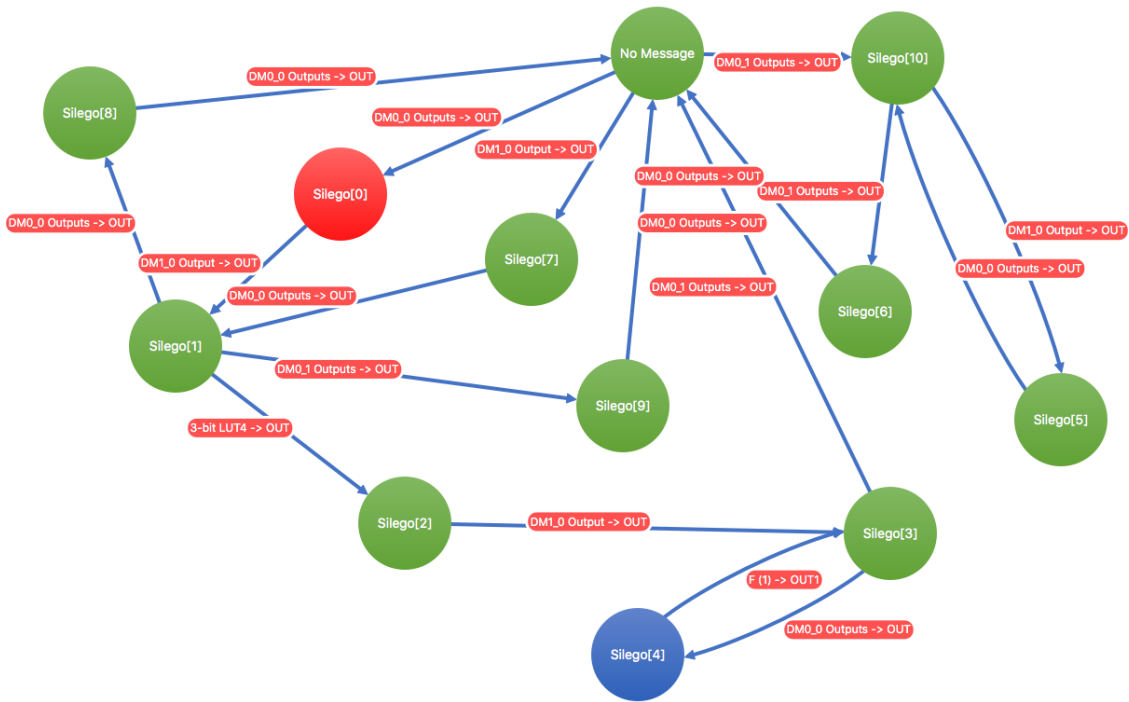 No Message
DM0_1 Outputs -> OUT
Silego[10]
DM0_0 Outputs -> OUT
Silego[8]
DM0_0 Outputs -> OUT
DM1_0 Output -> OUT
DM0_0 Outputs -> OUT
DM0_1 Outputs -> OUT
Silego[0]
DM0_0 Outputs -> OUT
DM0_0 Outputs -> OUT
DM1_0 Output -> OUT
DM1_0 Output -> OUT
Silego[7]
DM0_0 Outputs -> OUT
DM0_0 Outputs -> OUT
DM0_1 Outputs -> OUT
Silego[6]
Silego[1]
DM0_1 Outputs -> OUT
Silego[9]
Silego[5]
3-bit LUT4 -> OUT
Silego[2]
DM1_0 Output -> OUT
Silego[3]
F (1) -> OUT1
DM0_0 Outputs -> OUT
Silego[4]